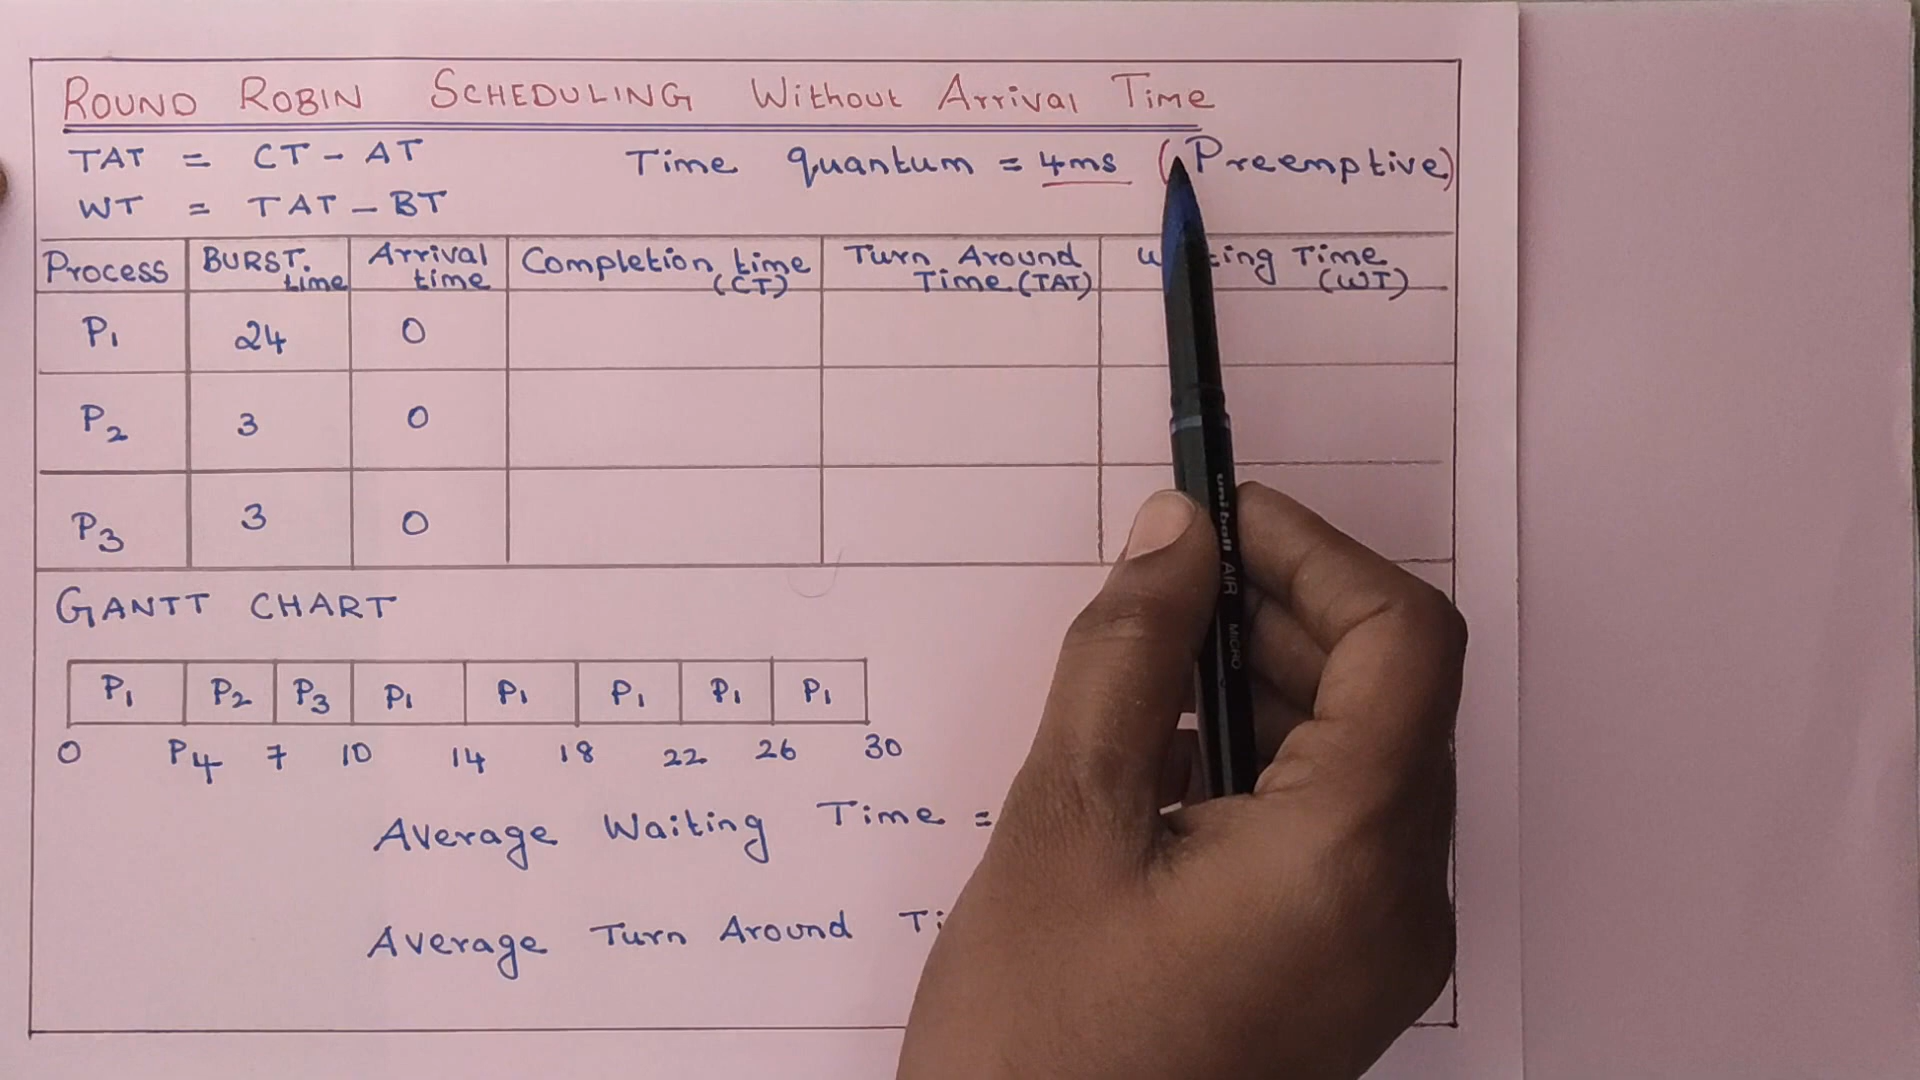 ROUND ROBIN SCHEDULING Without Arrival Time
TAT = CT - AT
Time quantum = 4ms (Preemptive)
WT = TAT - BT
Process BURST time Arrival time Completion time (CT) Turn Around Time (TAT) Time (WT)
P1 24 0
P2 3 0
P3 3 0
GANTT CHART
P1 P2 P3 P1 P1 P1 P1 P1
0 P4 7 10 14 18 22 26 30
Average Waiting Time =
Average Turn Around
uni ball AIR MICRO